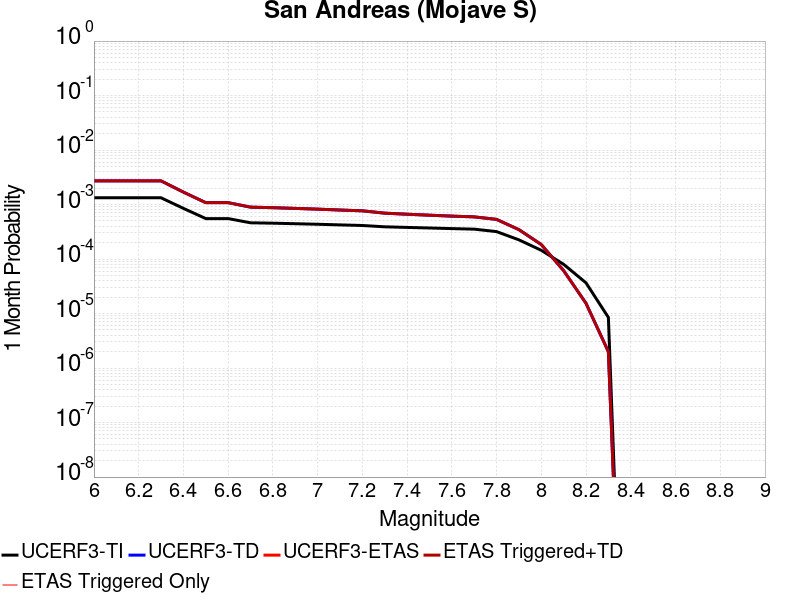 San Andreas (Mojave S)
10 0
10 -1
10 -2
10 -3
10 -4
10 -5
10 -6
10 -7
10 -8
1 Month Probability
6 6.2 6.4 6.6 6.8 7 7.2 7.4 7.6 7.8 8 8.2 8.4 8.6 8.8 9
Magnitude
UCERF3-TI UCERF3-TD UCERF3-ETAS ETAS Triggered+TD
ETAS Triggered Only